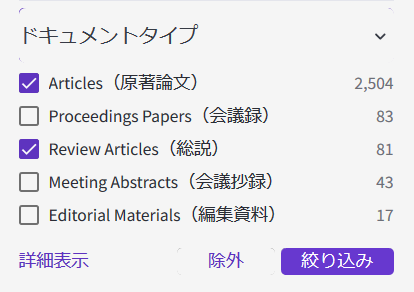 ドキュメントタイプ
Articles（原著論文） 2,504
Proceedings Papers（会議録） 83
Review Articles（総説） 81
Meeting Abstracts（会議抄録） 43
Editorial Materials（編集資料） 17
詳細表示 除外 絞り込み